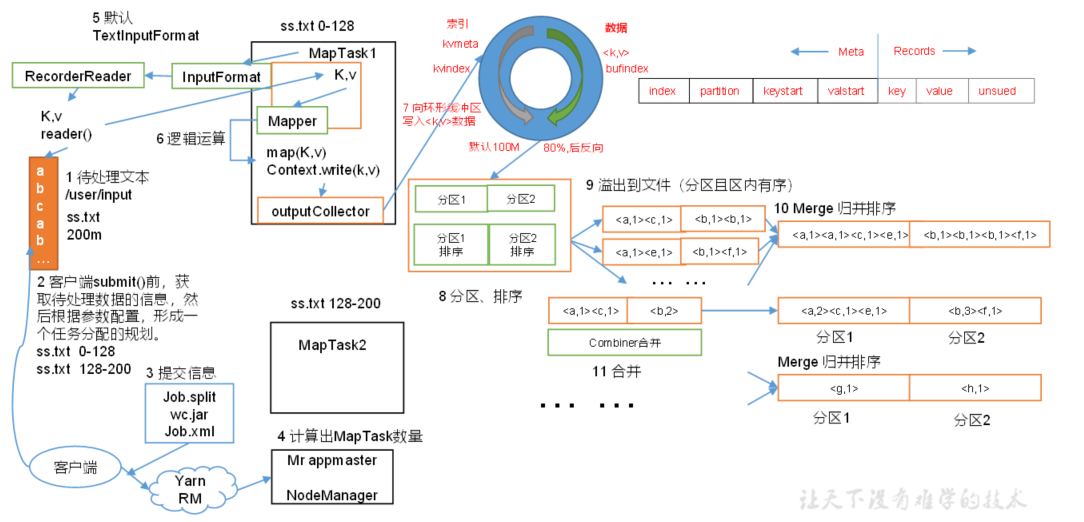 5 默认
TextInputFormat
ss.txt 0-128
MapTask1
RecorderReader
InputFormat
K,v
Mapper
K,v
reader()
6 逻辑运算
map(K,v)
Context.write(k,v)
outputCollector
a
b
c
a
b
...
1 待处理文本
/user/input
ss.txt
200m
2 客户端submit()前，获
取待处理数据的信息，然
后根据参数配置，形成一
个任务分配的规划。
ss.txt 0-128
ss.txt 128-200
3 提交信息
Job.split
wc.jar
Job.xml
客户端
Yarn
RM
ss.txt 128-200
MapTask2
4 计算出MapTask数量
Mr appmaster
NodeManager
索引
kvmeta
kvindex
数据
<k,v>
bufindex
7 向环形缓冲区
写入<k,v>数据
默认100M
80%,后反向
Meta
Records
index
partition
keystart
valstart
key
value
unsued
分区1
分区2
分区1
排序
分区2
排序
8 分区、排序
9 溢出到文件（分区且区内有序）
<a,1><c,1>
<b,1><b,1>
<a,1><e,1>
<b,1><f,1>
... ...
10 Merge 归并排序
<a,1><a,1><c,1><e,1>
<b,1><b,1><b,1><f,1>
<a,1><c,1>
<b,2>
Combiner合并
11 合并
<a,2><c,1><e,1>
<b,3><f,1>
分区1
分区2
Merge 归并排序
<g,1>
<h,1>
分区1
分区2
... ...
让天下没有难学的技术